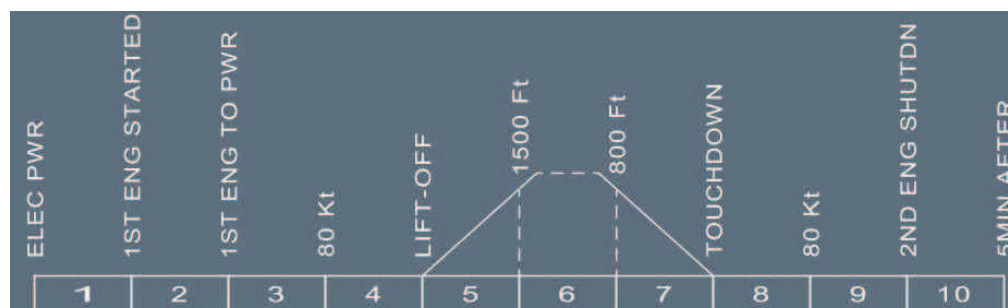 ELEC PWR
1ST ENG STARTED
1ST ENG TO PWR
80 Kt
LIFT-OFF
1500 Ft
800 Ft
TOUCHDOWN
80 Kt
2ND ENG SHUTDN
5MIN AFTER
1 2 3 4 5 6 7 8 9 10